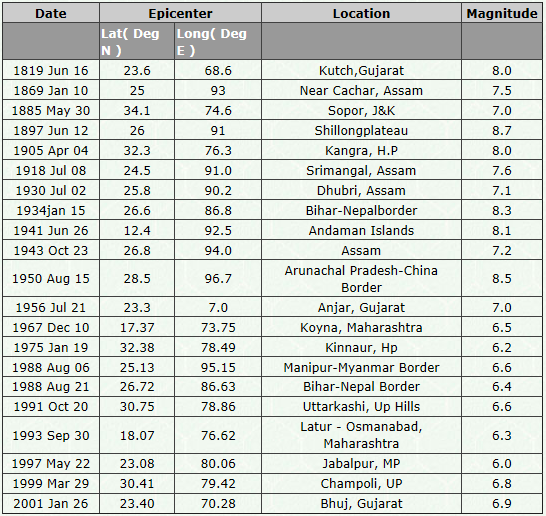 Date Epicenter Location Magnitude
Lat( Deg Long( Deg
N ) E )
1819 Jun 16 23.6 68.6 Kutch,Gujarat 8.0
1869 Jan 10 25 93 Near Cachar, Assam 7.5
1885 May 30 34.1 74.6 Sopor, J&K 7.0
1897 Jun 12 26 91 Shillongplateau 8.7
1905 Apr 04 32.3 76.3 Kangra, H.P 8.0
1918 Jul 08 24.5 91.0 Srimangal, Assam 7.6
1930 Jul 02 25.8 90.2 Dhubri, Assam 7.1
1934jan 15 26.6 86.8 Bihar-Nepalborder 8.3
1941 Jun 26 12.4 92.5 Andaman Islands 8.1
1943 Oct 23 26.8 94.0 Assam 7.2
1950 Aug 15 28.5 96.7 Arunachal Pradesh-China
Border 8.5
1956 Jul 21 23.3 7.0 Anjar, Gujarat 7.0
1967 Dec 10 17.37 73.75 Koyna, Maharashtra 6.5
1975 Jan 19 32.38 78.49 Kinnaur, Hp 6.2
1988 Aug 06 25.13 95.15 Manipur-Myanmar Border 6.6
1988 Aug 21 26.72 86.63 Bihar-Nepal Border 6.4
1991 Oct 20 30.75 78.86 Uttarkashi, Up Hills 6.6
1993 Sep 30 18.07 76.62 Latur - Osmanabad,
Maharashtra 6.3
1997 May 22 23.08 80.06 Jabalpur, MP 6.0
1999 Mar 29 30.41 79.42 Champoli, UP 6.8
2001 Jan 26 23.40 70.28 Bhuj, Gujarat 6.9